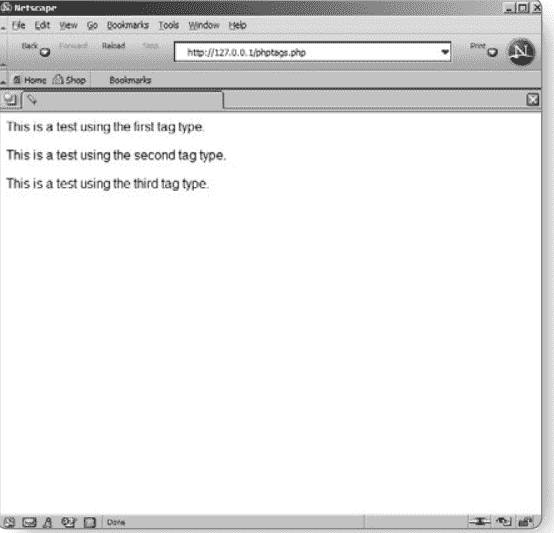 Netscape
File Edit View Go Bookmarks Tools Window Help
Back Forward Reload Stop http://127.0.0.1/phptags.php Print N
Home Shop Bookmarks
This is a test using the first tag type.
This is a test using the second tag type.
This is a test using the third tag type.
Done